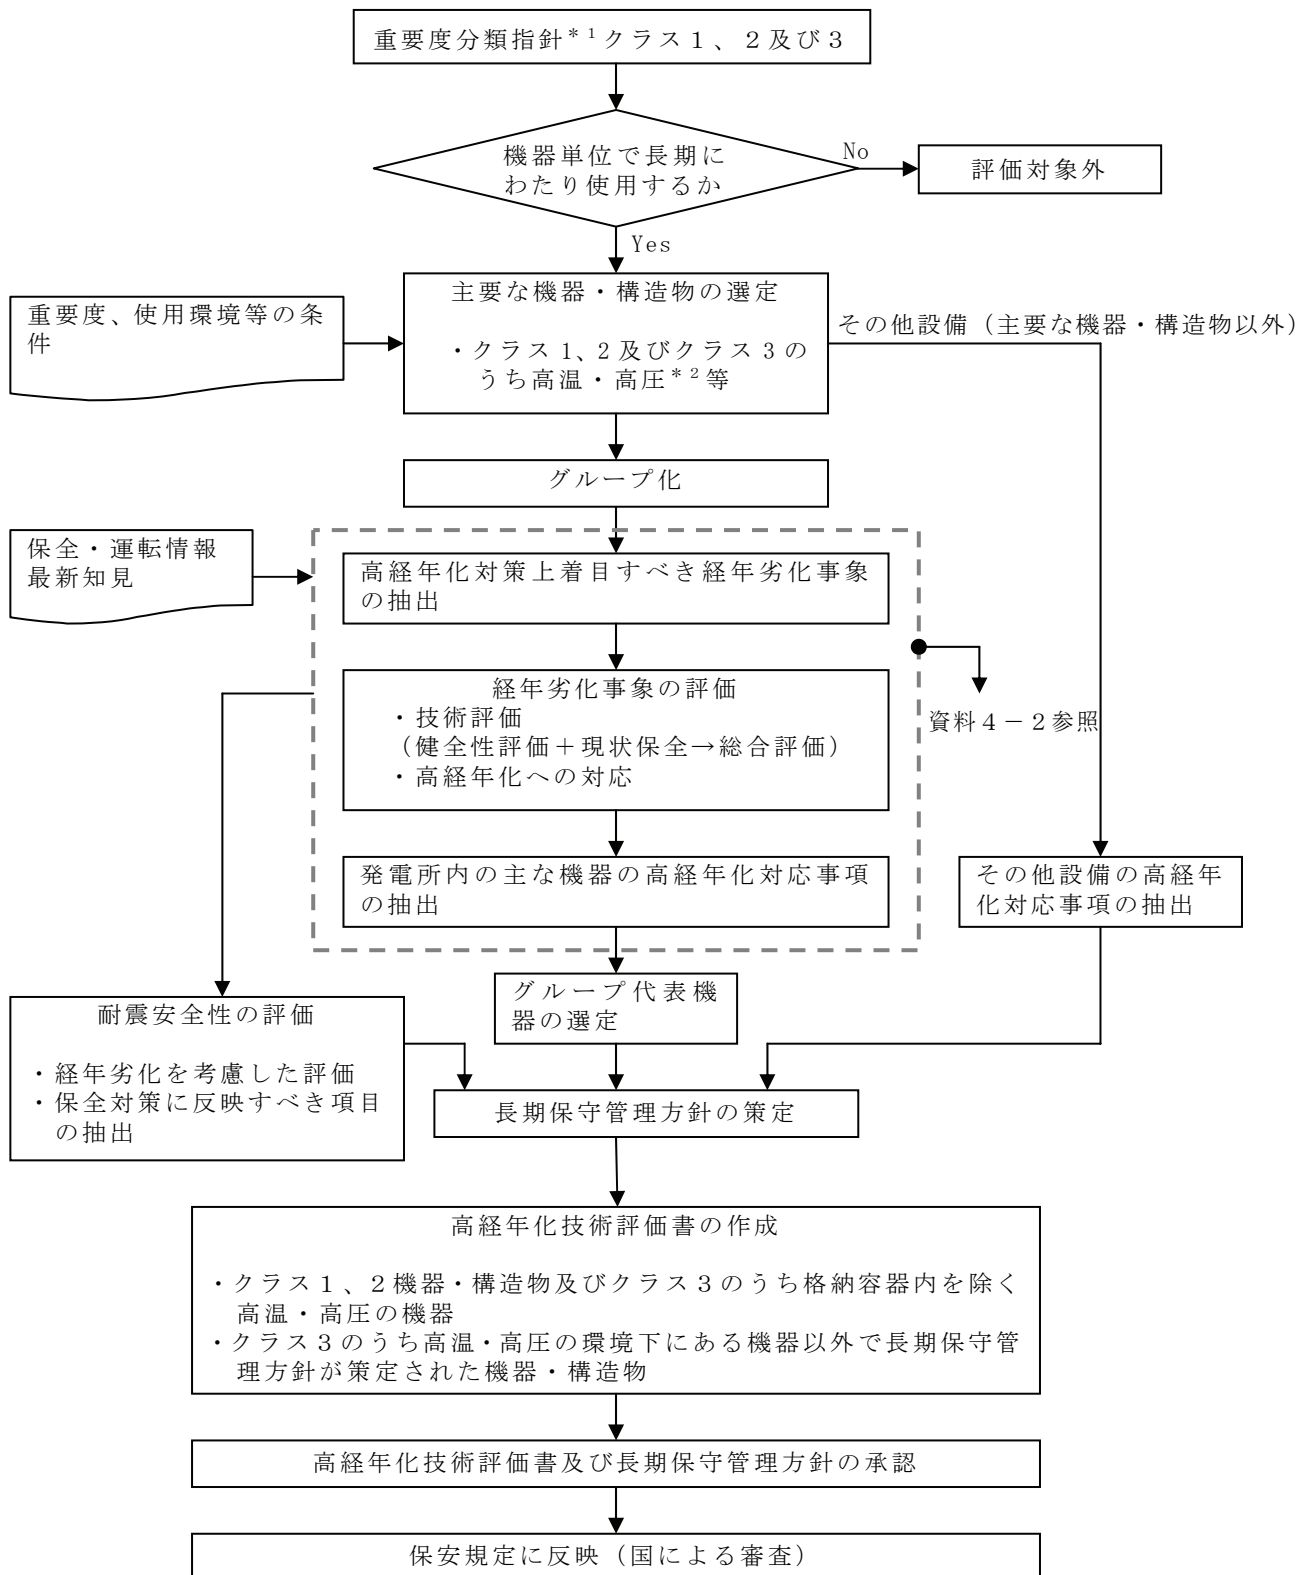 重要度分類指針*1クラス1、2及び3
機器単位で長期に
わたり使用するか
No
評価対象外
Yes
主要な機器・構造物の選定
・クラス1、2及びクラス3の
うち高温・高圧*2等
重要度、使用環境等の条
件
その他設備(主要な機器・構造物以外)
グループ化
保全・運転情報
最新知見
高経年化対策上着目すべき経年劣化事象
の抽出
経年劣化事象の評価
・技術評価
(健全性評価+現状保全→総合評価)
・高経年化への対応
資料4-2参照
発電所内の主な機器の高経年化対応事項
の抽出
その他設備の高経年
化対応事項の抽出
グループ代表機
器の選定
耐震安全性の評価
・経年劣化を考慮した評価
・保全対策に反映すべき項目
の抽出
長期保守管理方針の策定
高経年化技術評価書の作成
・クラス1、2機器・構造物及びクラス3のうち格納容器内を除く
高温・高圧の機器
・クラス3のうち高温・高圧の環境下にある機器以外で長期保守管
理方針が策定された機器・構造物
高経年化技術評価書及び長期保守管理方針の承認
保安規定に反映(国による審査)